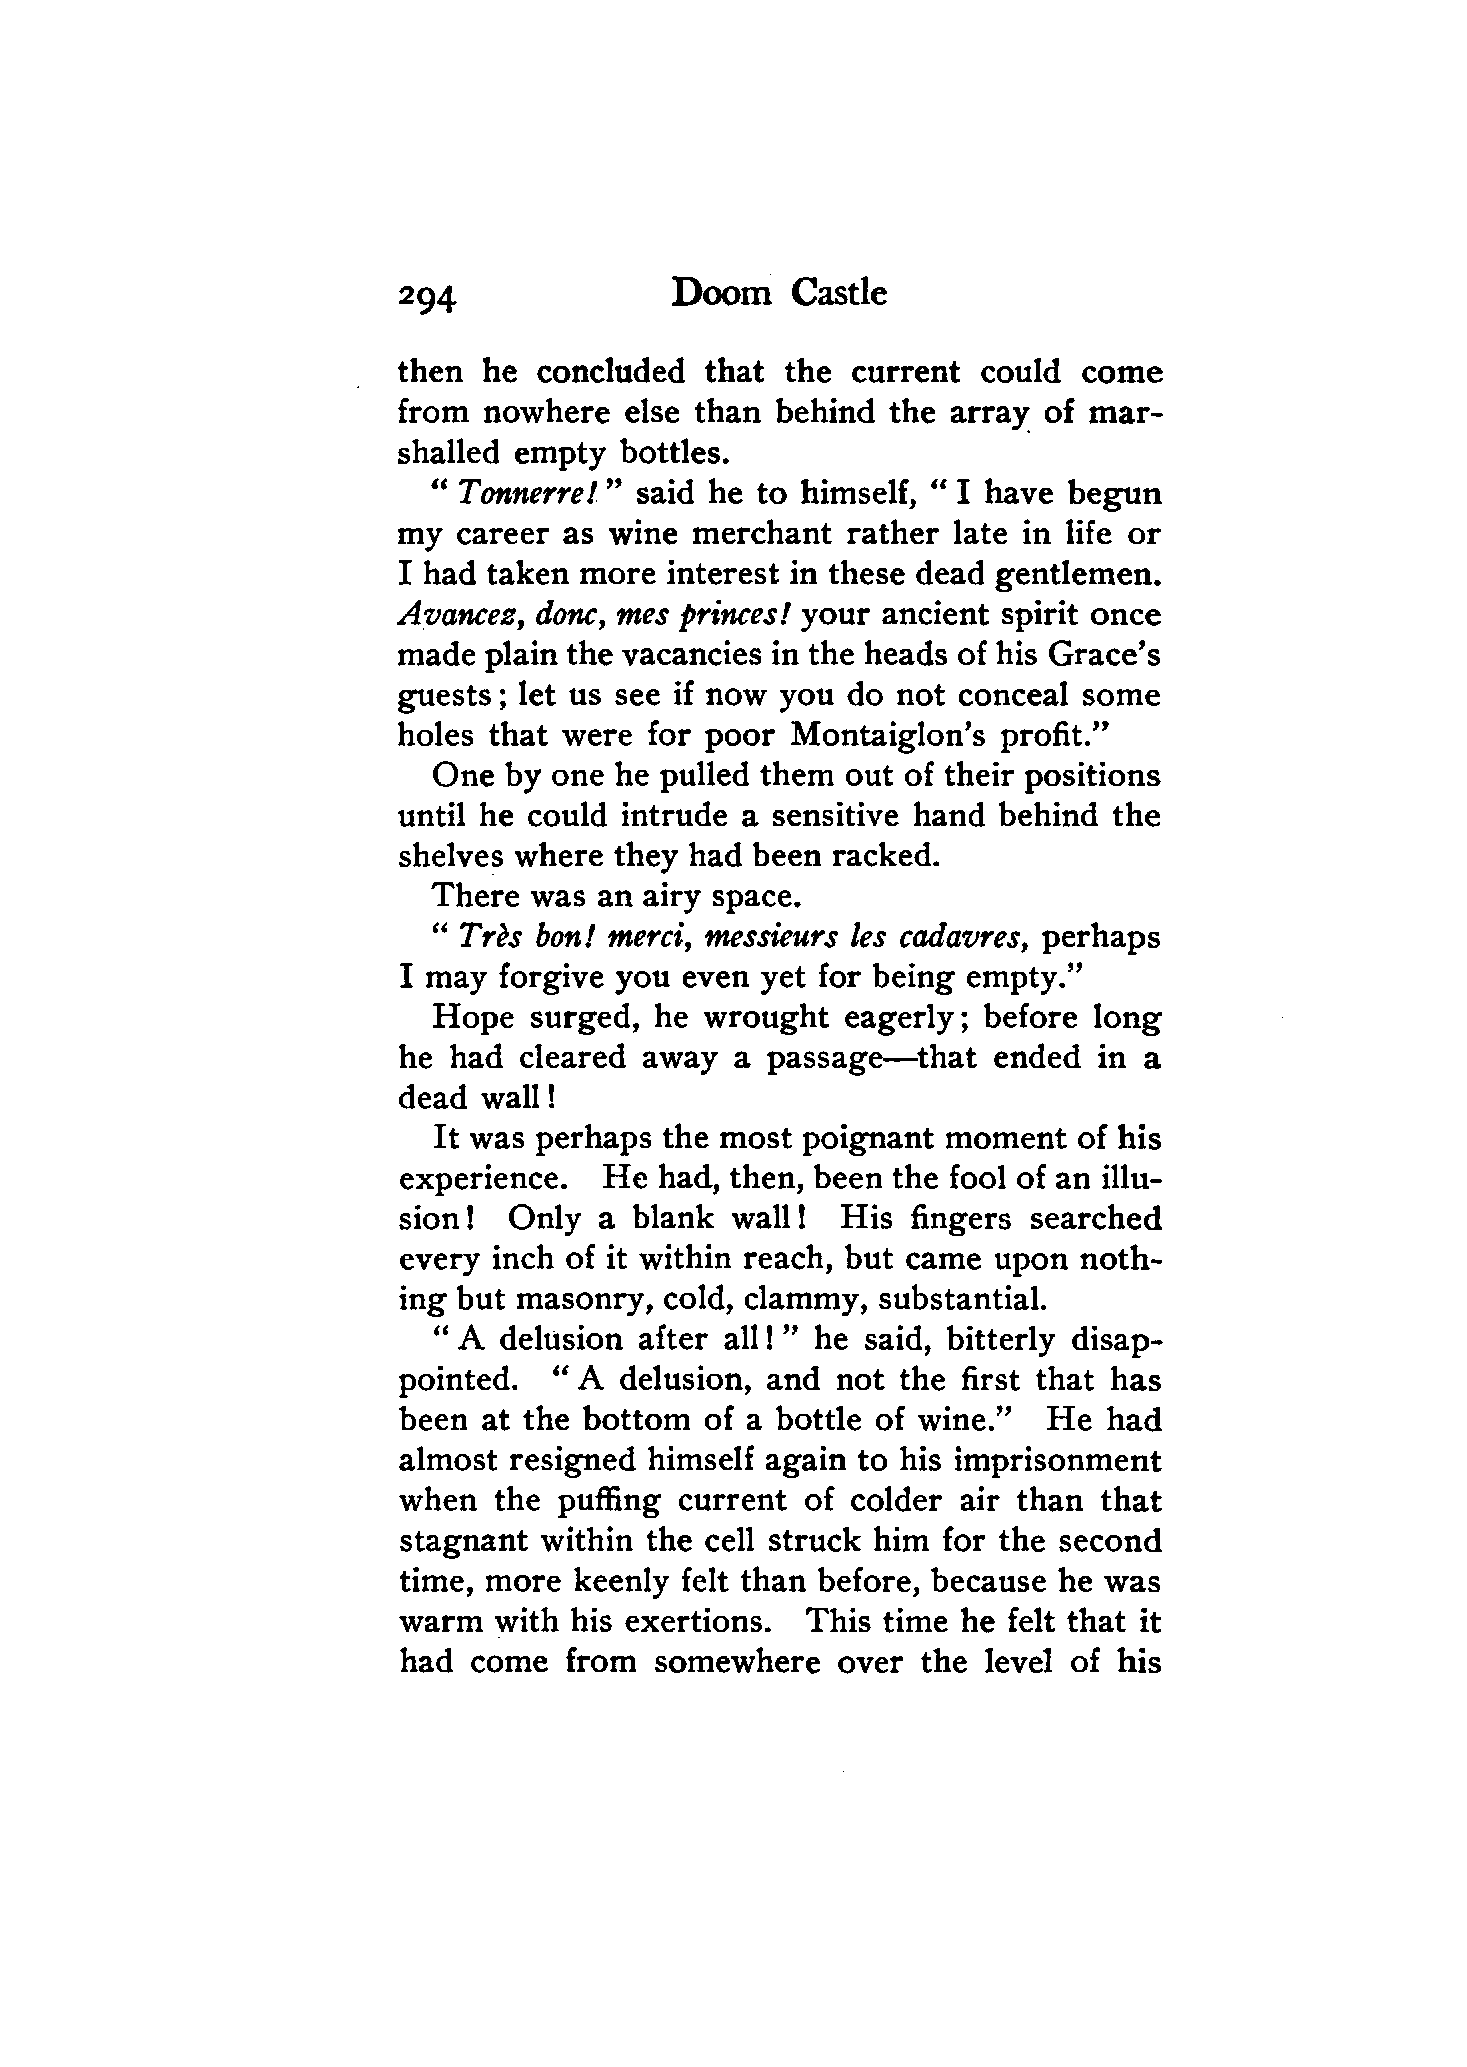 294 Doom Castle
then he concluded that the current could come
from nowhere else than behind the array of mar-
shalled empty bottles.
“ Tonnerre! ” said he to himself, “ I have begun
my career as wine merchant rather late in life or
I had taken more interest in these dead gentlemen.
Avancez, donc, mes princes! your ancient spirit once
made plain the vacancies in the heads of his Grace’s
guests ; let us see if now you do not conceal some
holes that were for poor Montaiglon’s profit.”
One by one he pulled them out of their positions
until he could intrude a sensitive hand behind the
shelves where they had been racked.
There was an airy space.
“ Très bon! merci, messieurs les cadavres, perhaps
I may forgive you even yet for being empty.”
Hope surged, he wrought eagerly ; before long
he had cleared away a passage—that ended in a
dead wall !
It was perhaps the most poignant moment of his
experience. He had, then, been the fool of an illu-
sion ! Only a blank wall ! His fingers searched
every inch of it within reach, but came upon noth-
ing but masonry, cold, clammy, substantial.
“ A delusion after all ! ” he said, bitterly disap-
pointed. “ A delusion, and not the first that has
been at the bottom of a bottle of wine.” He had
almost resigned himself again to his imprisonment
when the puffing current of colder air than that
stagnant within the cell struck him for the second
time, more keenly felt than before, because he was
warm with his exertions. This time he felt that it
had come from somewhere over the level of his